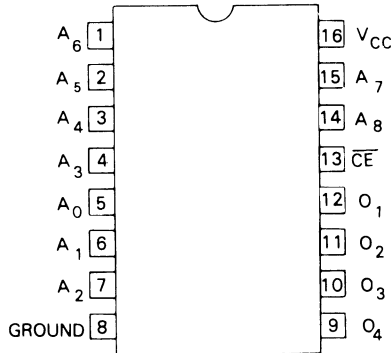 A6 1 16 VCC
A5 2 15 A7
A4 3 14 A8
A3 4 13 C̅E̅
A0 5 12 O1
A1 6 11 O2
A2 7 10 O3
GROUND 8 9 O4